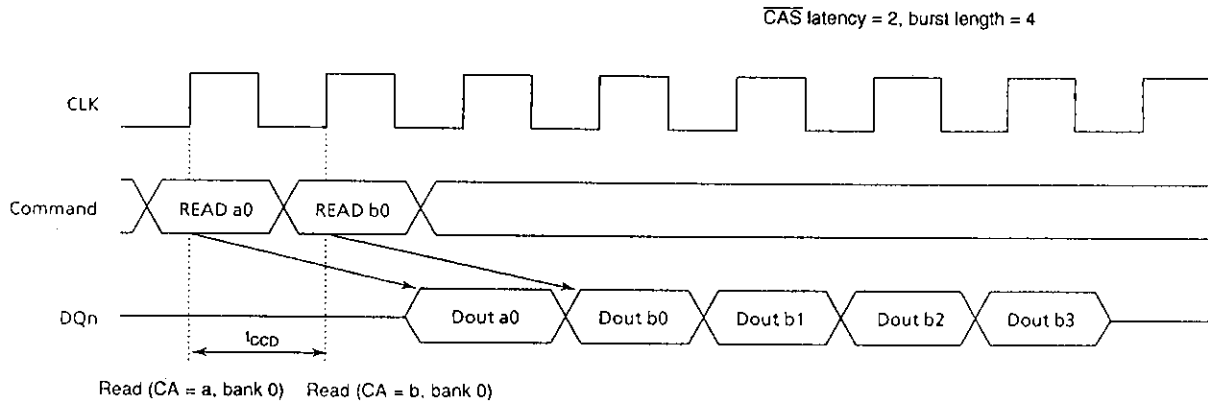 CAS latency = 2, burst length = 4
CLK
Command
READ a0
READ b0
DQn
Dout a0
Dout b0
Dout b1
Dout b2
Dout b3
tCCD
Read (CA = a, bank 0)
Read (CA = b, bank 0)